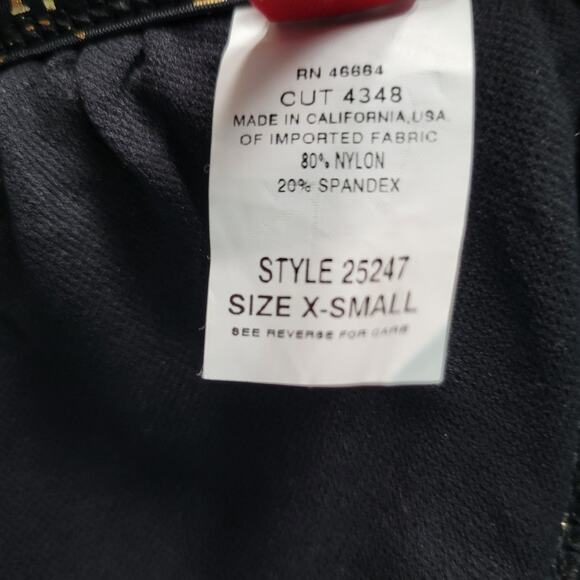 RN 46664
CUT 4348
MADE IN CALIFORNIA,USA.
OF IMPORTED FABRIC
80% NYLON
20% SPANDEX
STYLE 25247
SIZE X-SMALL
SEE REVERSE FOR CARE